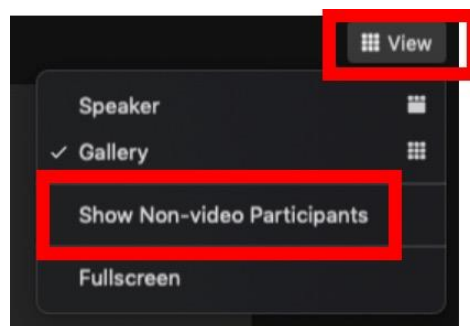 View
Speaker
Gallery
Show Non-video Participants
Fullscreen